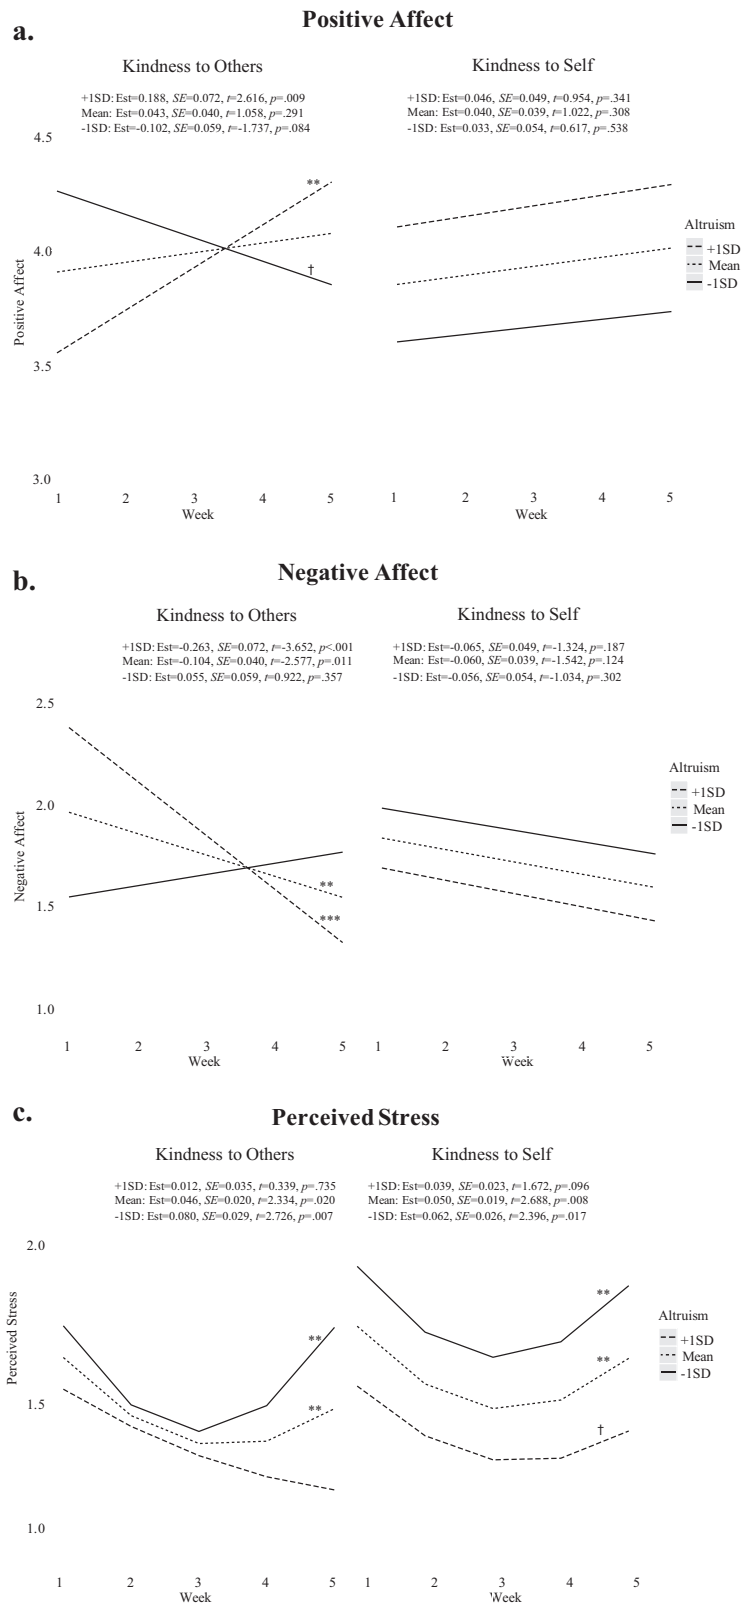 a.
Positive Affect
Kindness to Others
Kindness to Self
+1SD: Est=0.188, SE=0.072, t=2.616, p=.009
Mean: Est=0.043, SE=0.040, t=1.058, p=.291
-1SD: Est=-0.102, SE=0.059, t=-1.737, p=.084
+1SD: Est=0.046, SE=0.049, t=0.954, p=.341
Mean: Est=0.040, SE=0.039, t=1.022, p=.308
-1SD: Est=0.033, SE=0.054, t=0.617, p=.538
4.5
4.0
3.5
3.0
Positive Affect
**
†
Altruism
+1SD
Mean
-1SD
1 2 3 4 5
Week
1 2 3 4 5
Week
b.
Negative Affect
Kindness to Others
Kindness to Self
+1SD: Est=-0.263, SE=0.072, t=-3.652, p<.001
Mean: Est=-0.104, SE=0.040, t=-2.577, p=.011
-1SD: Est=0.055, SE=0.059, t=0.922, p=.357
+1SD: Est=-0.065, SE=0.049, t=-1.324, p=.187
Mean: Est=-0.060, SE=0.039, t=-1.542, p=.124
-1SD: Est=-0.056, SE=0.054, t=-1.034, p=.302
2.5
2.0
1.5
1.0
Negative Affect
**
***
Altruism
+1SD
Mean
-1SD
1 2 3 4 5
Week
1 2 3 4 5
Week
c.
Perceived Stress
Kindness to Others
Kindness to Self
+1SD: Est=0.012, SE=0.035, t=0.339, p=.735
Mean: Est=0.046, SE=0.020, t=2.334, p=.020
-1SD: Est=0.080, SE=0.029, t=2.726, p=.007
+1SD: Est=0.039, SE=0.023, t=1.672, p=.096
Mean: Est=0.050, SE=0.019, t=2.688, p=.008
-1SD: Est=0.062, SE=0.026, t=2.396, p=.017
2.0
1.5
1.0
Perceived Stress
**
**
**
**
†
Altruism
+1SD
Mean
-1SD
1 2 3 4 5
Week
1 2 3 4 5
Week